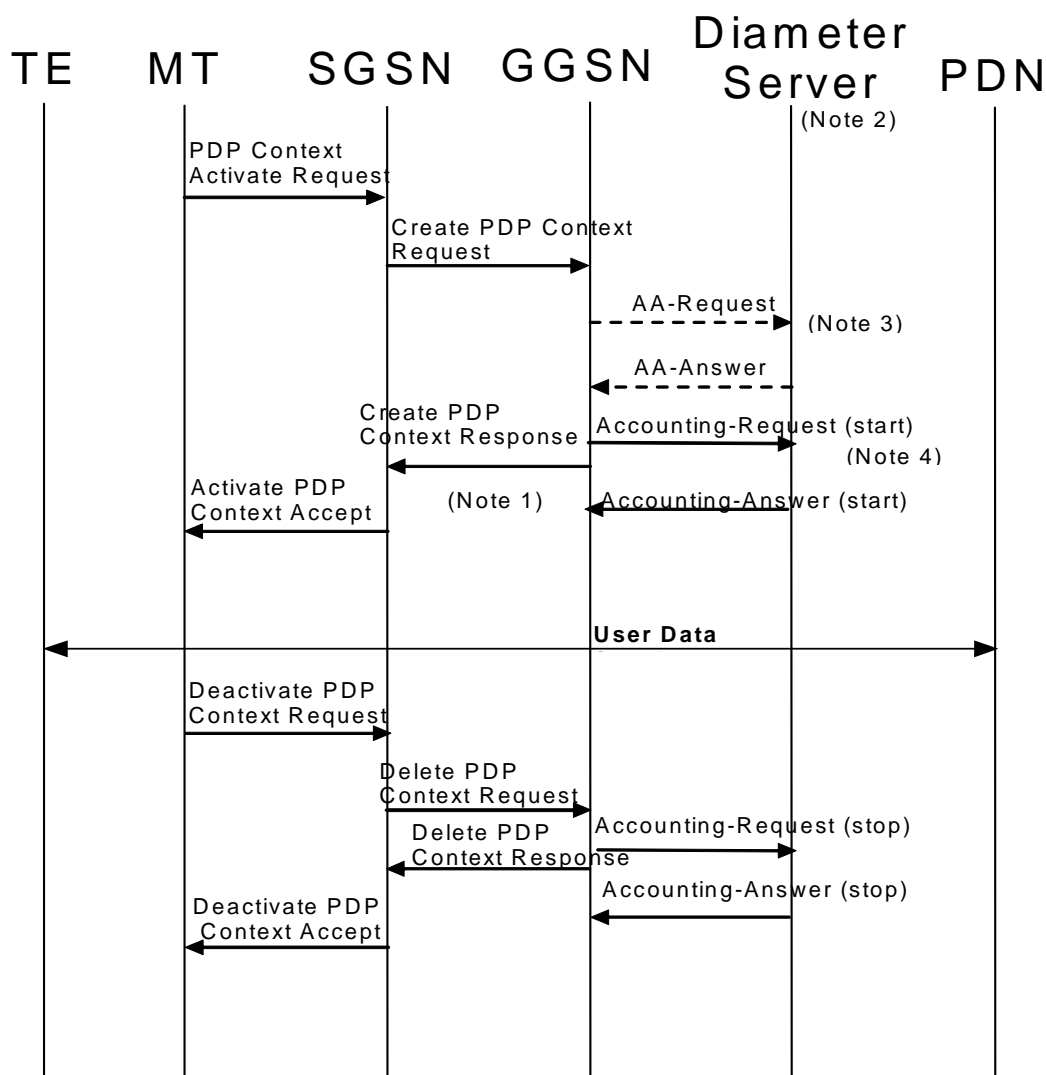 TE
MT
SGSN
GGSN
Diameter
Server
PDN
(Note 2)
PDP Context
Activate Request
Create PDP Context
Request
AA-Request
(Note 3)
AA-Answer
Create PDP
Context Response
Accounting-Request (start)
(Note 4)
Activate PDP
Context Accept
(Note 1)
Accounting-Answer (start)
User Data
Deactivate PDP
Context Request
Delete PDP
Context Request
Accounting-Request (stop)
Delete PDP
Context Response
Accounting-Answer (stop)
Deactivate PDP
Context Accept